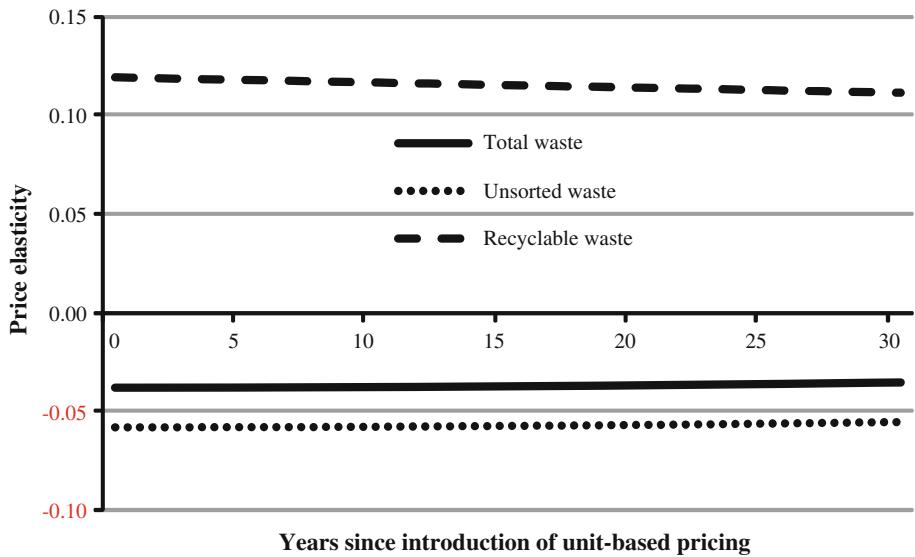 0.15
0.10
0.05
0.00
-0.05
-0.10
Price elasticity
Total waste
Unsorted waste
Recyclable waste
0 5 10 15 20 25 30
Years since introduction of unit-based pricing